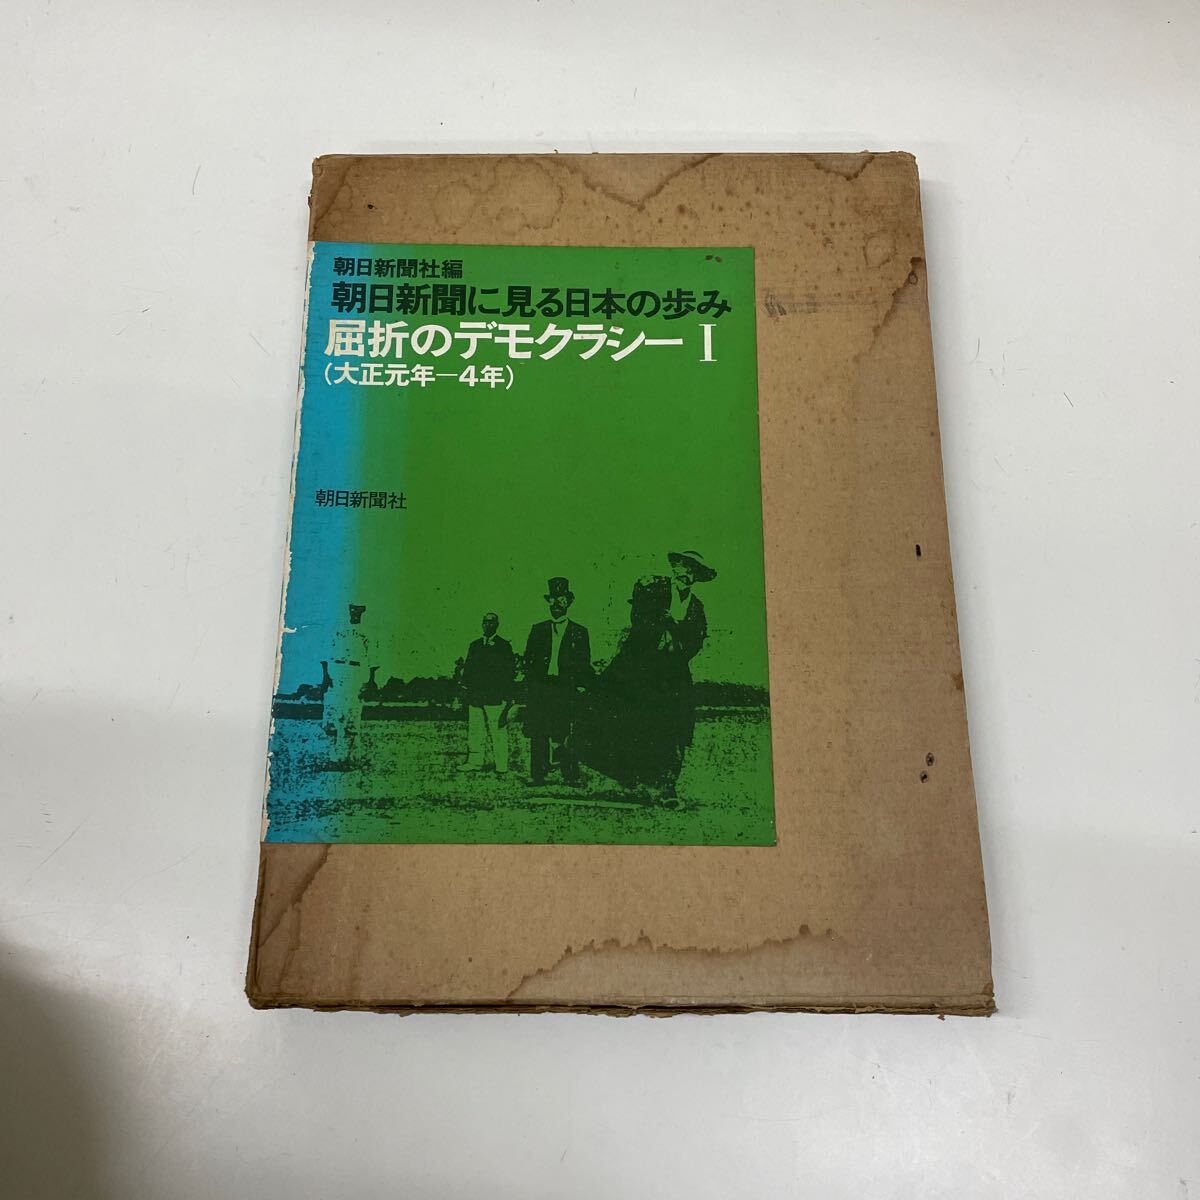 朝日新聞社編
朝日新聞に見る日本の歩み
屈折のデモクラシー I
(大正元年—4年)
朝日新聞社